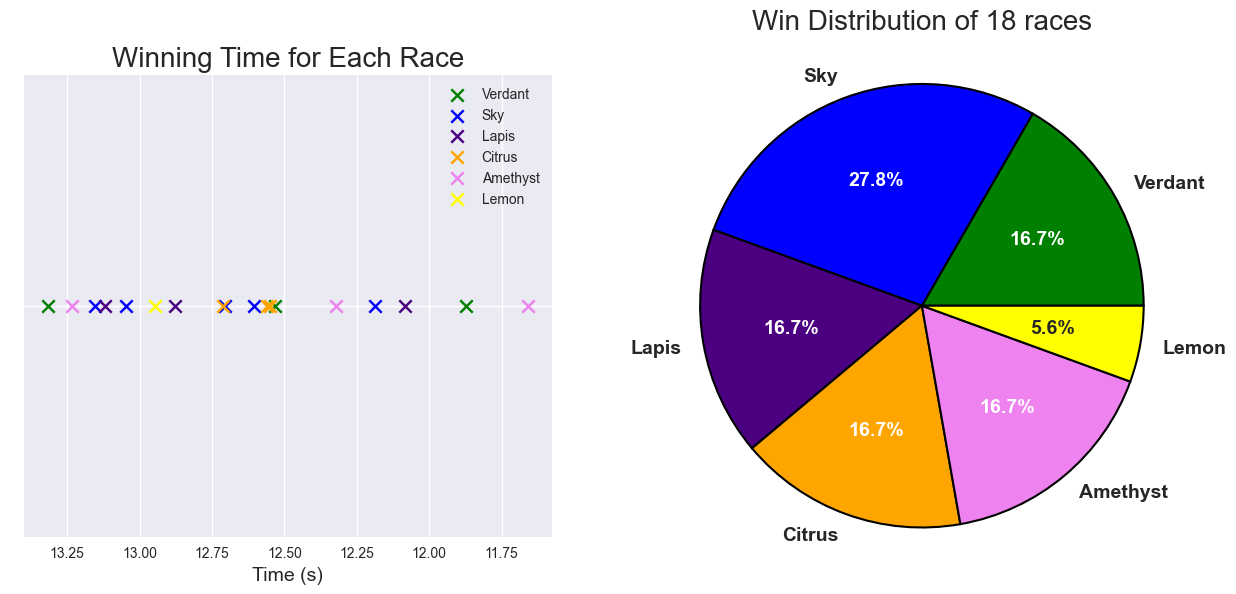 Winning Time for Each Race
Verdant
Sky
Lapis
Citrus
Amethyst
Lemon
13.25 13.00 12.75 12.50 12.25 12.00 11.75
Time (s)
Win Distribution of 18 races
Sky
Verdant
27.8%
16.7%
16.7%
5.6%
Lapis
Lemon
16.7%
16.7%
Amethyst
Citrus